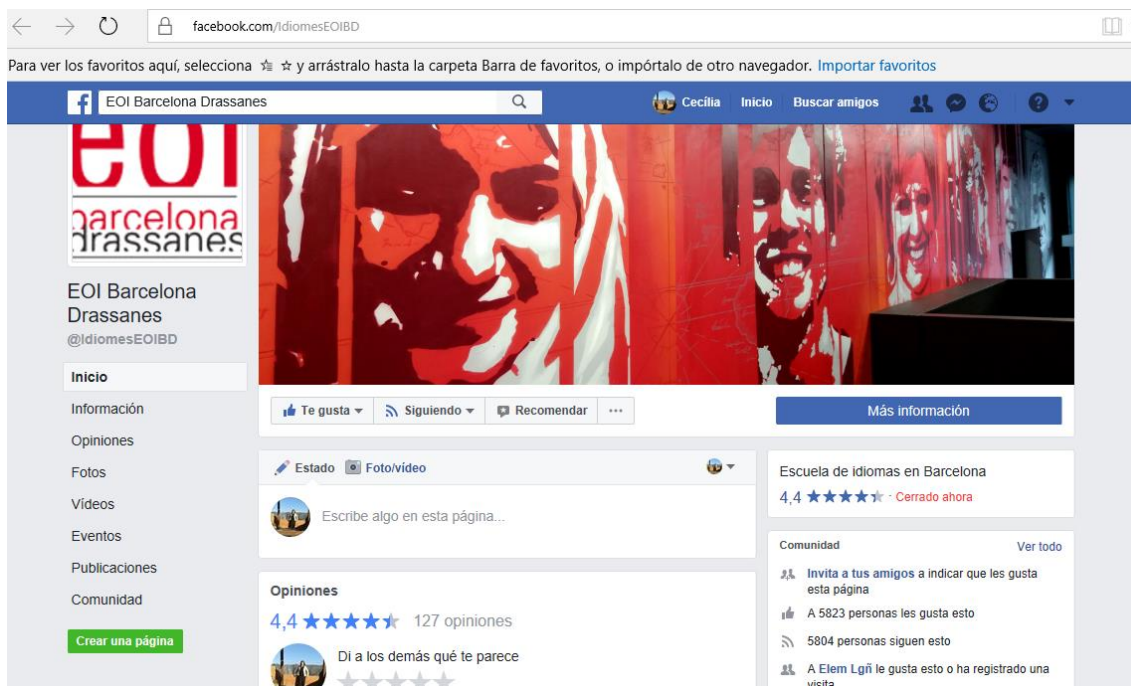 facebook.com/IdiomesEOIBD
Para ver los favoritos aquí, selecciona y arrástralo hasta la carpeta Barra de favoritos, o impórtalo de otro navegador. Importar favoritos
EOI Barcelona Drassanes
Cecília Inicio Buscar amigos
eoi
barcelona
drassanes
EOI Barcelona
Drassanes
@IdiomesEOIBD
Inicio
Información
Opiniones
Fotos
Vídeos
Eventos
Publicaciones
Comunidad
Crear una página
Te gusta Siguiendo Recomendar ...
Más información
Estado Foto/vídeo
Escribe algo en esta página...
Opiniones
4,4 127 opiniones
Di a los demás qué te parece
Escuela de idiomas en Barcelona
4,4 · Cerrado ahora
Comunidad Ver todo
Invita a tus amigos a indicar que les gusta
esta página
A 5823 personas les gusta esto
5804 personas siguen esto
A Elem Lgñ le gusta esto o ha registrado una
visita